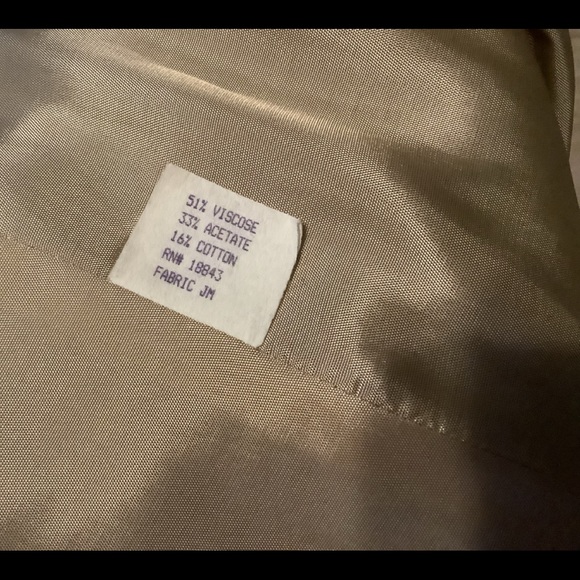 51% VISCOSE
33% ACETATE
16% COTTON
RN# 18843
FABRIC JM